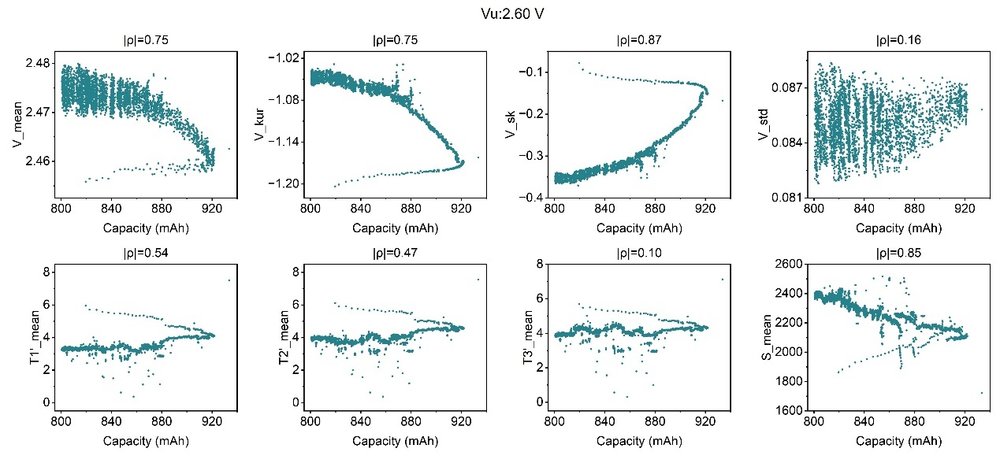 Vu:2.60 V
|ρ|=0.75
|ρ|=0.75
|ρ|=0.87
|ρ|=0.16
V_mean
2.48
2.47
2.46
800 840 880 920
Capacity (mAh)
V_kur
−1.02
−1.08
−1.14
−1.20
800 840 880 920
Capacity (mAh)
V_sk
−0.1
−0.2
−0.3
−0.4
800 840 880 920
Capacity (mAh)
V_std
0.087
0.084
0.081
800 840 880 920
Capacity (mAh)
|ρ|=0.54
|ρ|=0.47
|ρ|=0.10
|ρ|=0.85
T1'_mean
8
6
4
2
0
800 840 880 920
Capacity (mAh)
T2'_mean
8
6
4
2
0
800 840 880 920
Capacity (mAh)
T3'_mean
8
6
4
2
0
800 840 880 920
Capacity (mAh)
S_mean
2600
2400
2200
2000
1800
1600
800 840 880 920
Capacity (mAh)